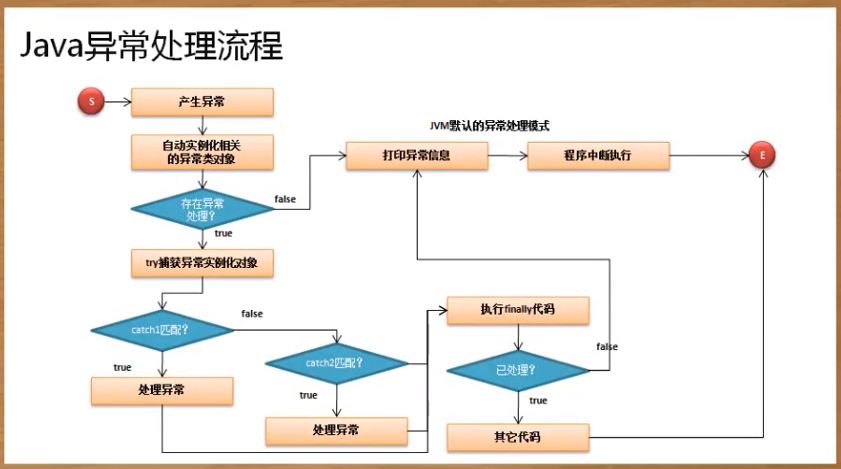 Java异常处理流程
S
产生异常
JVM默认的异常处理模式
自动实例化相关
的异常类对象
打印异常信息
程序中断执行
E
存在异常
处理？
false
true
try捕获异常实例化对象
catch1匹配？
false
执行finally代码
catch2匹配？
已处理？
false
true
处理异常
true
true
处理异常
其它代码